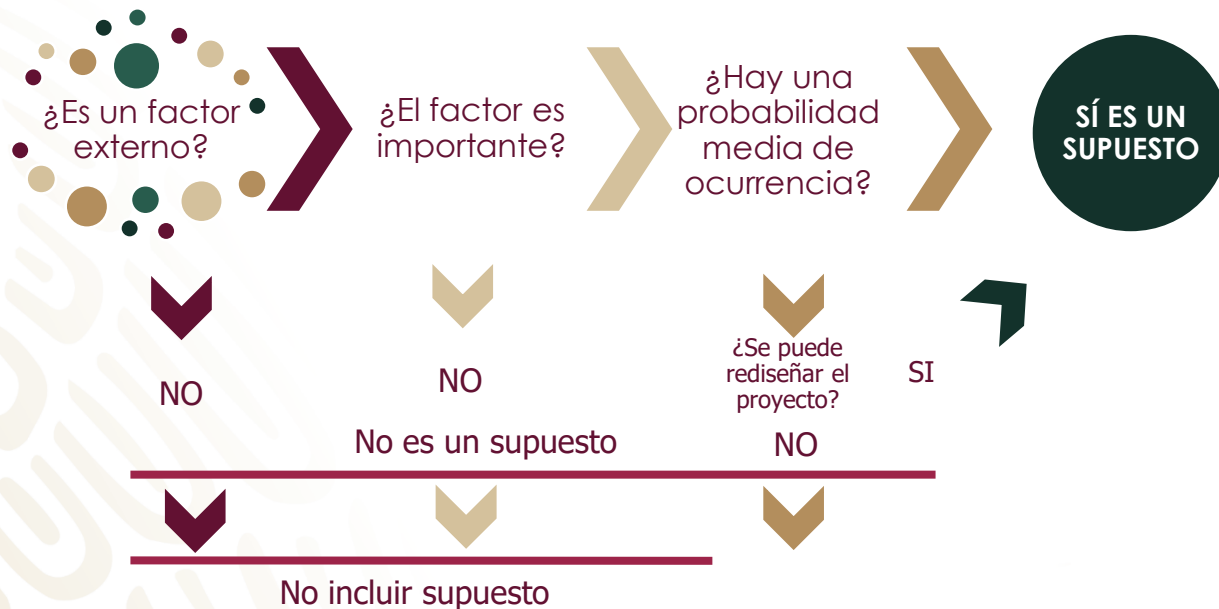 ¿Es un factor
externo?
¿El factor es
importante?
¿Hay una
probabilidad
media de
ocurrencia?
SÍ ES UN
SUPUESTO
NO
NO
¿Se puede
rediseñar el
proyecto?
SI
NO
No es un supuesto
No incluir supuesto